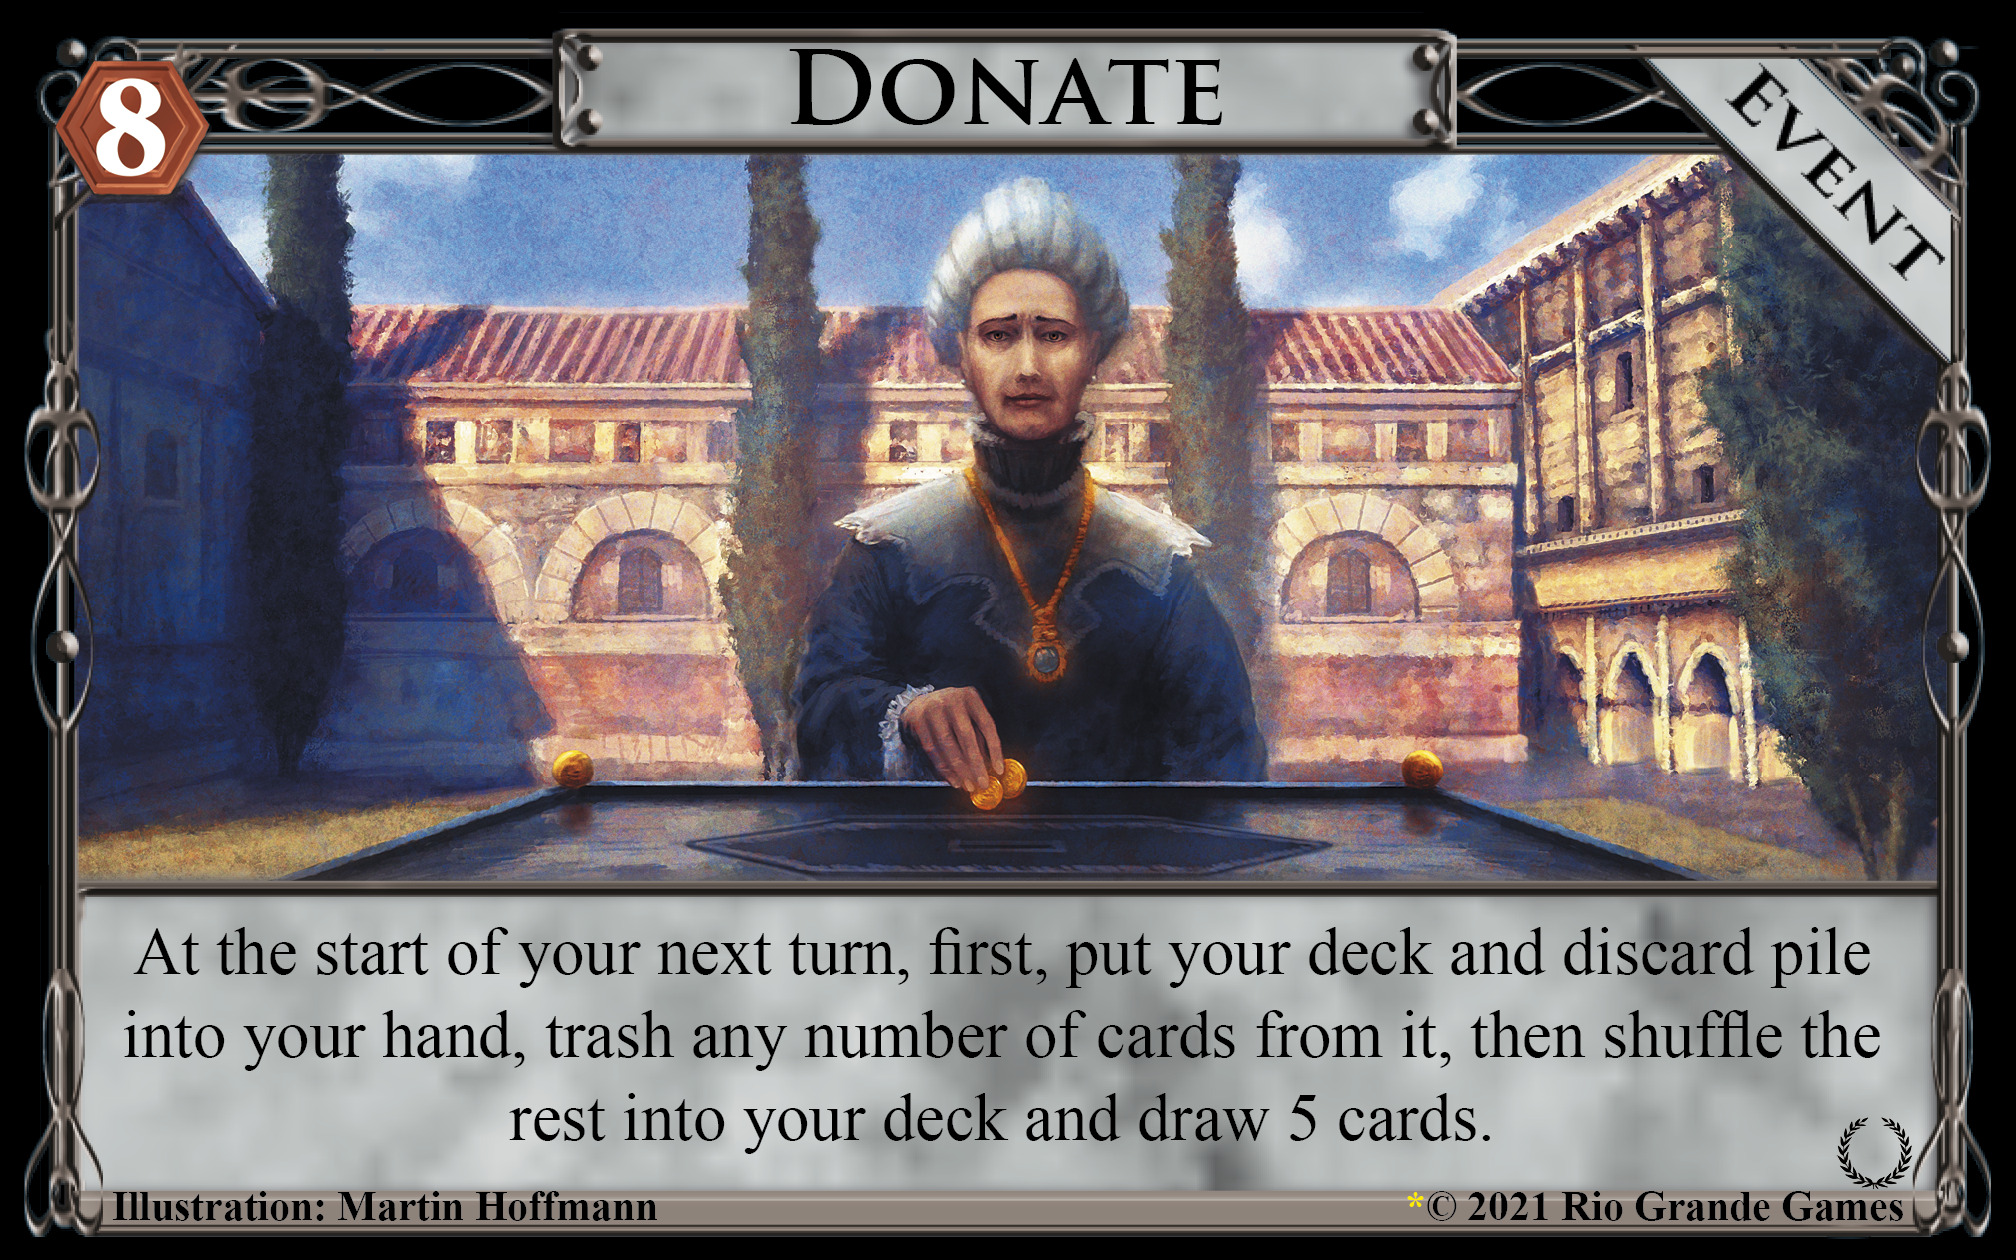 8
DONATE
EVENT
At the start of your next turn, first, put your deck and discard pile
into your hand, trash any number of cards from it, then shuffle the
rest into your deck and draw 5 cards.
Illustration: Martin Hoffmann
*© 2021 Rio Grande Games